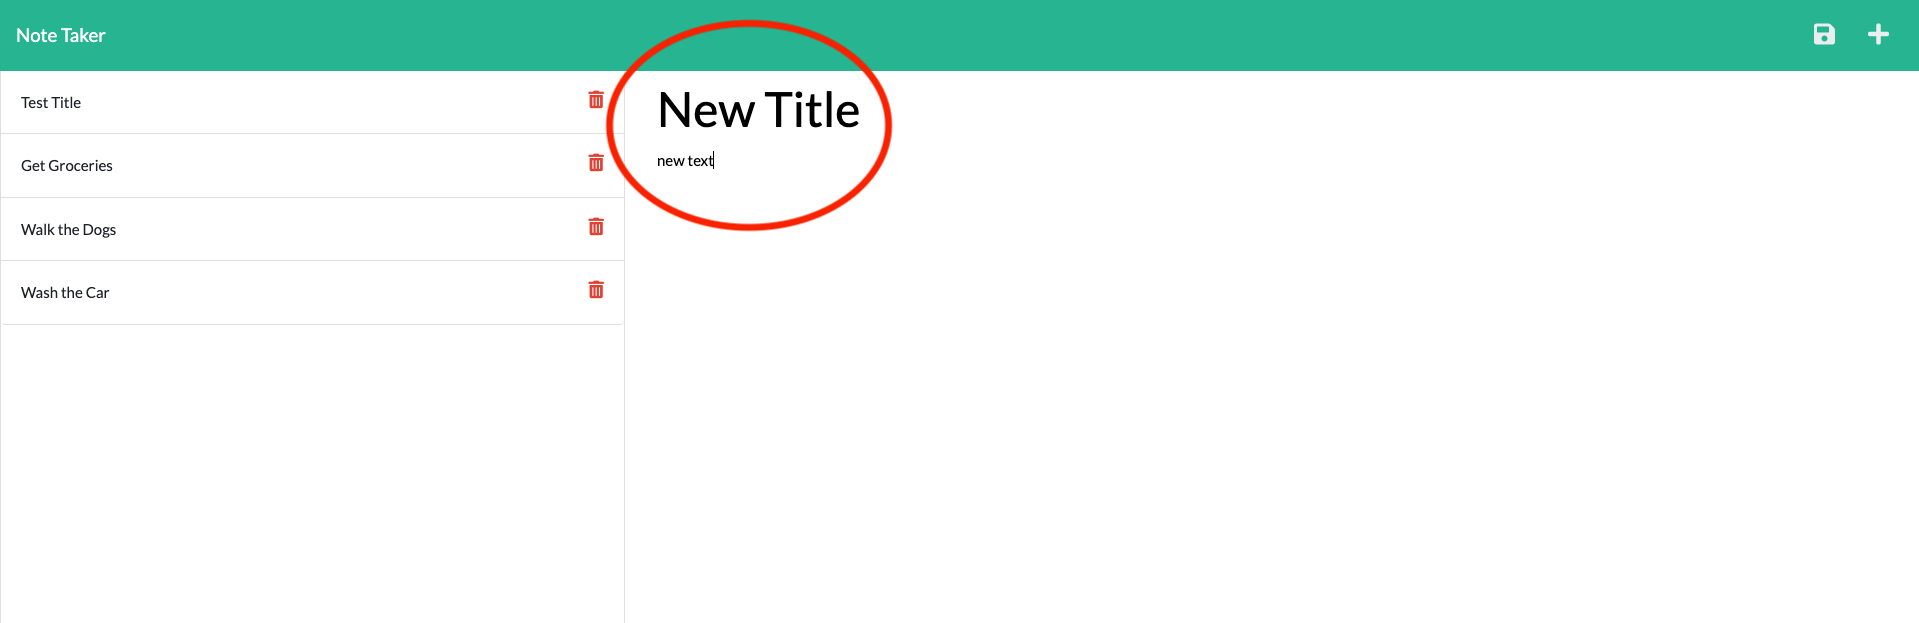 Note Taker
Test Title
Get Groceries
Walk the Dogs
Wash the Car
New Title
new text